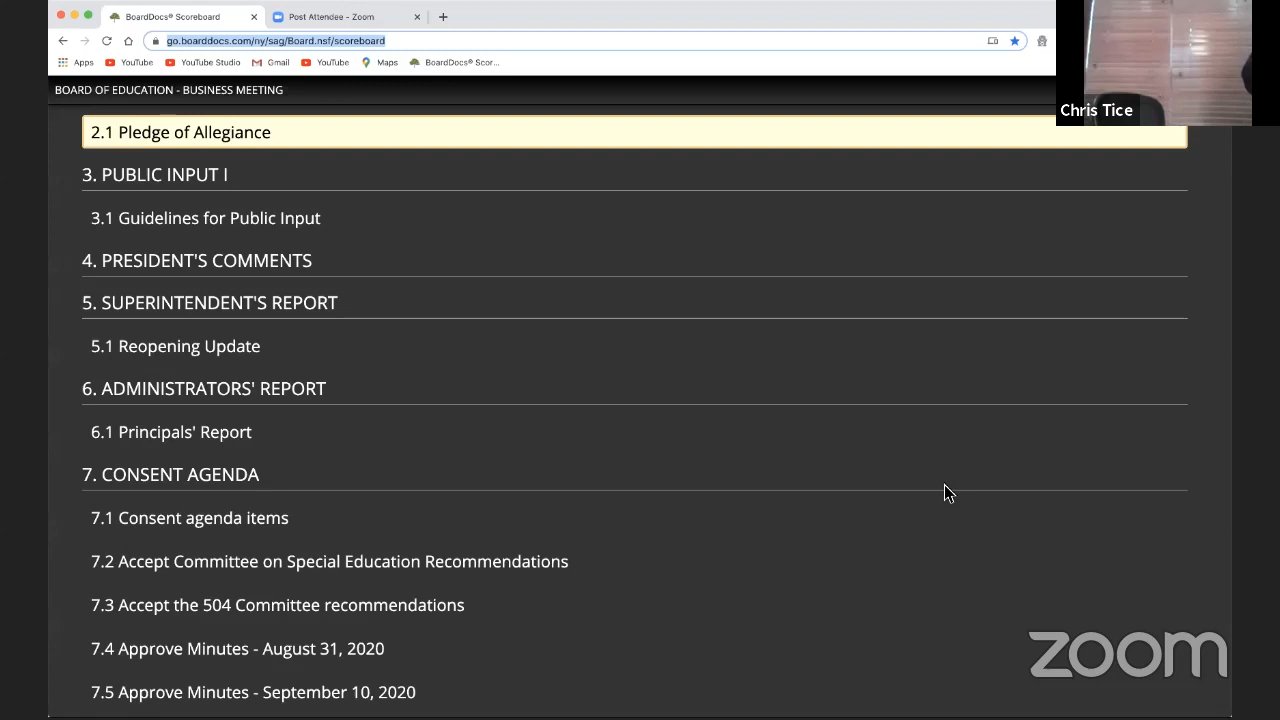 BoardDocs® Scoreboard
Post Attendee - Zoom
go.boarddocs.com/ny/sag/Board.nsf/scoreboard
Apps YouTube YouTube Studio Gmail YouTube Maps BoardDocs® Scor...
BOARD OF EDUCATION - BUSINESS MEETING
Chris Tice
2.1 Pledge of Allegiance
3. PUBLIC INPUT I
3.1 Guidelines for Public Input
4. PRESIDENT'S COMMENTS
5. SUPERINTENDENT'S REPORT
5.1 Reopening Update
6. ADMINISTRATORS' REPORT
6.1 Principals' Report
7. CONSENT AGENDA
7.1 Consent agenda items
7.2 Accept Committee on Special Education Recommendations
7.3 Accept the 504 Committee recommendations
7.4 Approve Minutes - August 31, 2020
7.5 Approve Minutes - September 10, 2020
zoom